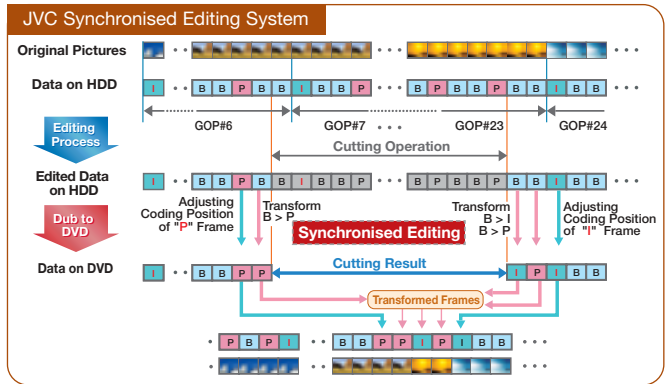 JVC Synchronised Editing System
Original Pictures
Data on HDD
I · · B B P B B I B B B P · · · B P B B P B B I B B · · ·
GOP#6 GOP#7 · · · GOP#23 GOP#24
Editing
Process
Cutting Operation
Edited Data
on HDD
I · · B B P B B I B B P · · · B P B B P B B I B B · · ·
Adjusting
Coding Position
of "P" Frame
Transform
B > P
Transform
B > I
B > P
Adjusting
Coding Position
of "I" Frame
Dub to
DVD
Synchronised Editing
Data on DVD
I · · B B P P
Cutting Result
I P I B B
Transformed Frames
· · P B P I · · B B P P I P I B B B · · ·